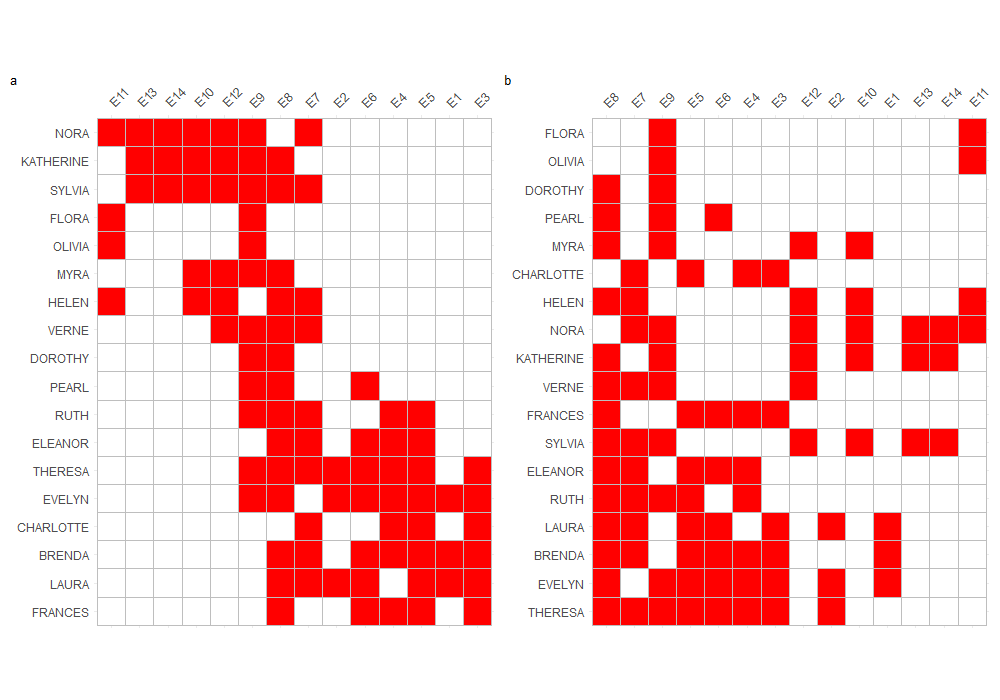 a
E11 E13 E14 E10 E12 E9 E8 E7 E2 E6 E4 E5 E1 E3
NORA
KATHERINE
SYLVIA
FLORA
OLIVIA
MYRA
HELEN
VERNE
DOROTHY
PEARL
RUTH
ELEANOR
THERESA
EVELYN
CHARLOTTE
BRENDA
LAURA
FRANCES
b
E8 E7 E9 E5 E6 E4 E3 E12 E2 E10 E1 E13 E14 E11
FLORA
OLIVIA
DOROTHY
PEARL
MYRA
CHARLOTTE
HELEN
NORA
KATHERINE
VERNE
FRANCES
SYLVIA
ELEANOR
RUTH
LAURA
BRENDA
EVELYN
THERESA